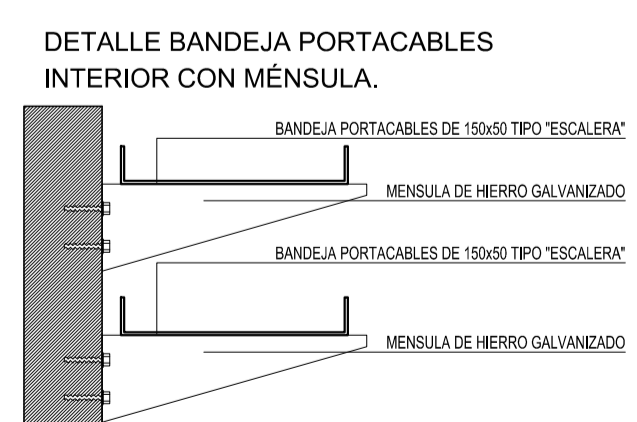 DETALLE BANDEJA PORTACABLES
INTERIOR CON MÉNSULA.
BANDEJA PORTACABLES DE 150x50 TIPO "ESCALERA"
MENSULA DE HIERRO GALVANIZADO
BANDEJA PORTACABLES DE 150x50 TIPO "ESCALERA"
MENSULA DE HIERRO GALVANIZADO